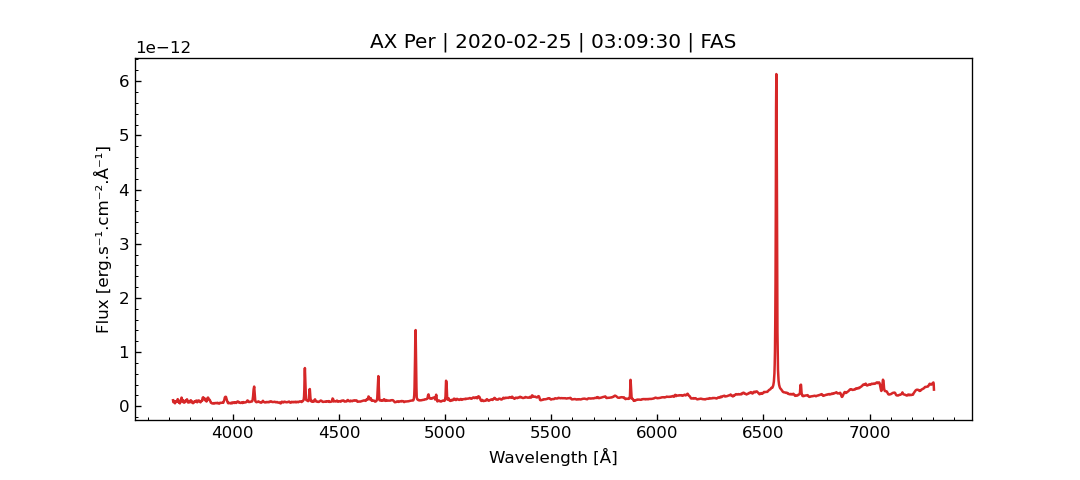 AX Per | 2020-02-25 | 03:09:30 | FAS
1e−12
6
5
4
3
2
1
0
Flux [erg.s⁻¹.cm⁻².Å⁻¹]
4000 4500 5000 5500 6000 6500 7000
Wavelength [Å]